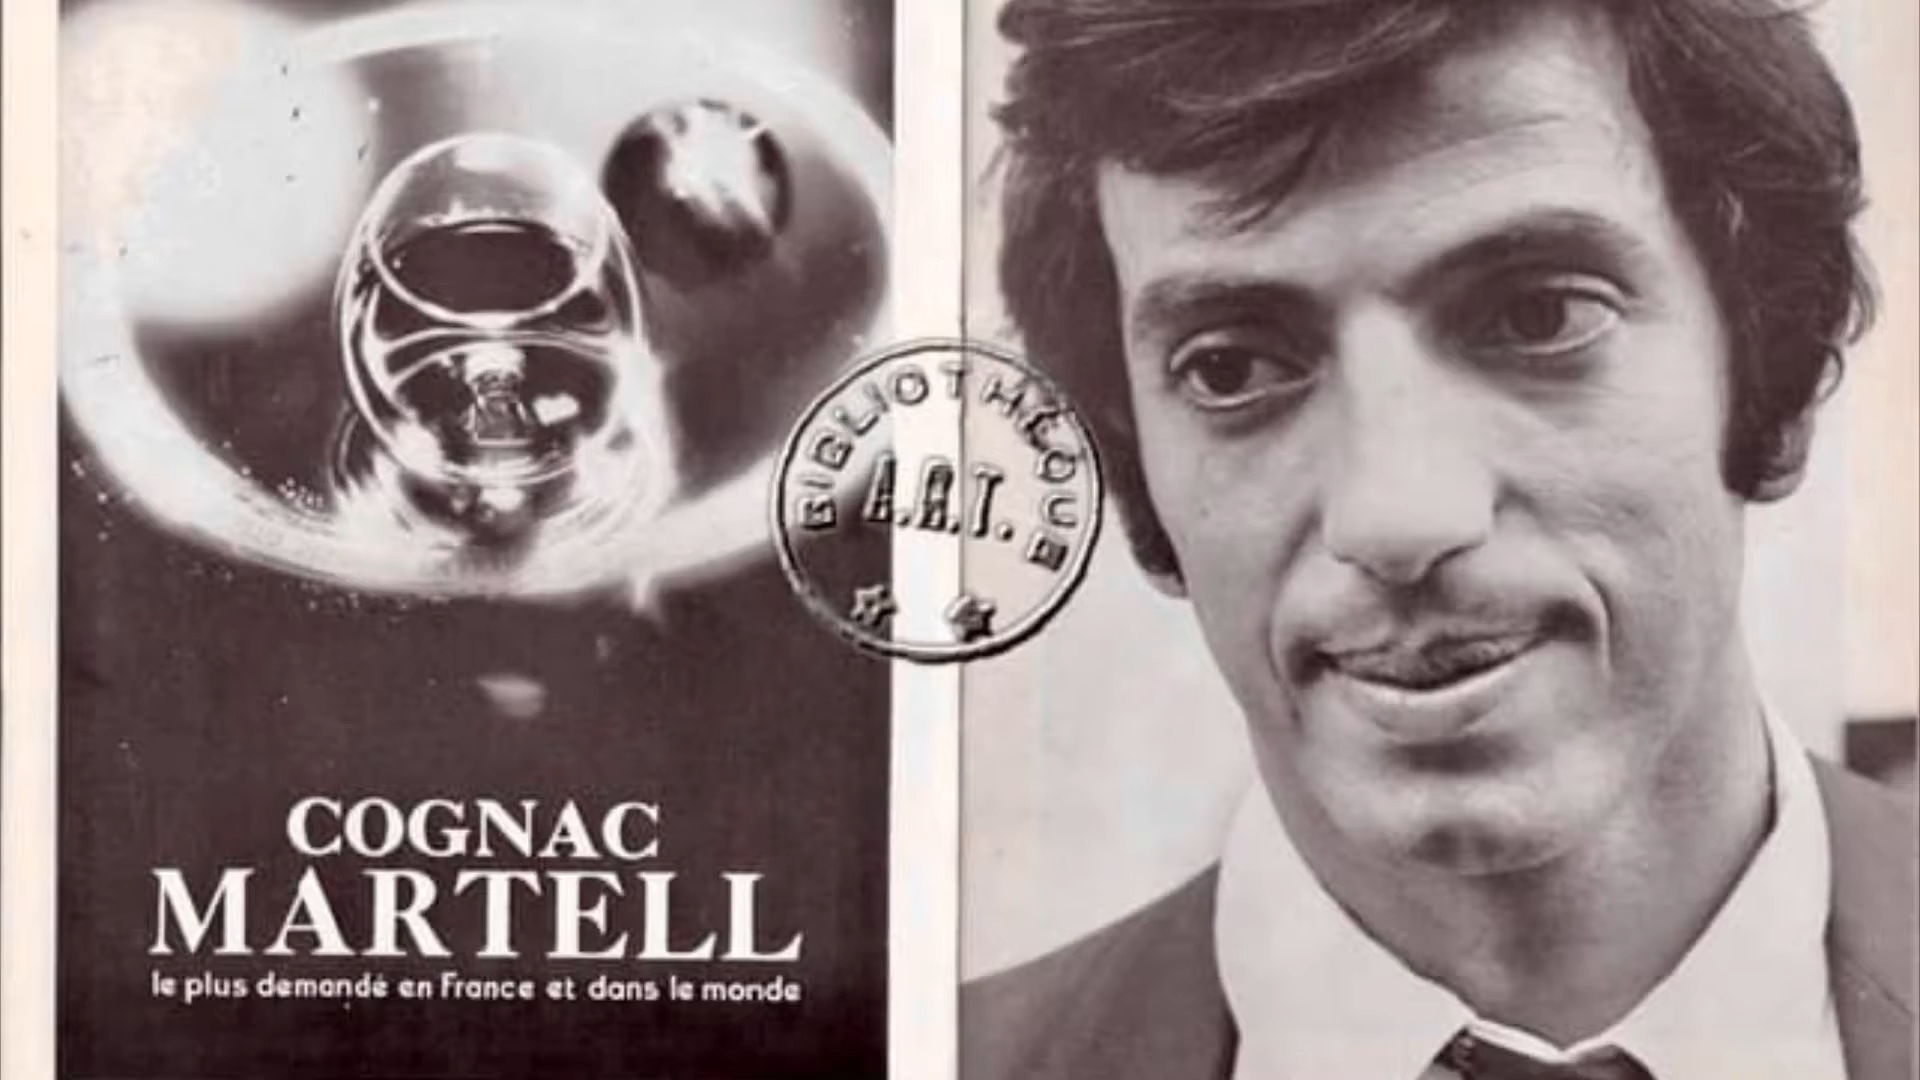 COGNAC
MARTELL
le plus demandé en France et dans le monde
BIBLIOTHÈQUE
A.R.T.